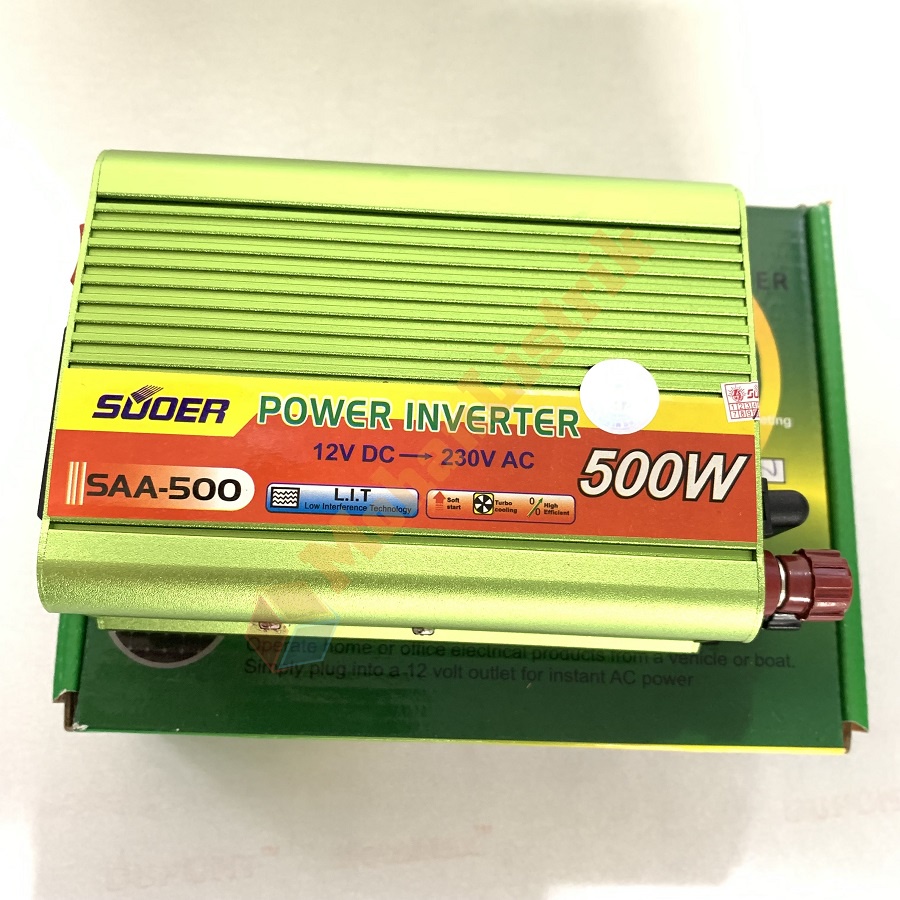 SUOER POWER INVERTER
12V DC → 230V AC
500W
SAA-500
L.I.T
Low Interference Technology
Soft start
Turbo cooling
High Efficient
Mitha Listrik
Operate home or office electrical products from a vehicle or boat.
Simply plug into a 12 volt outlet for instant AC power